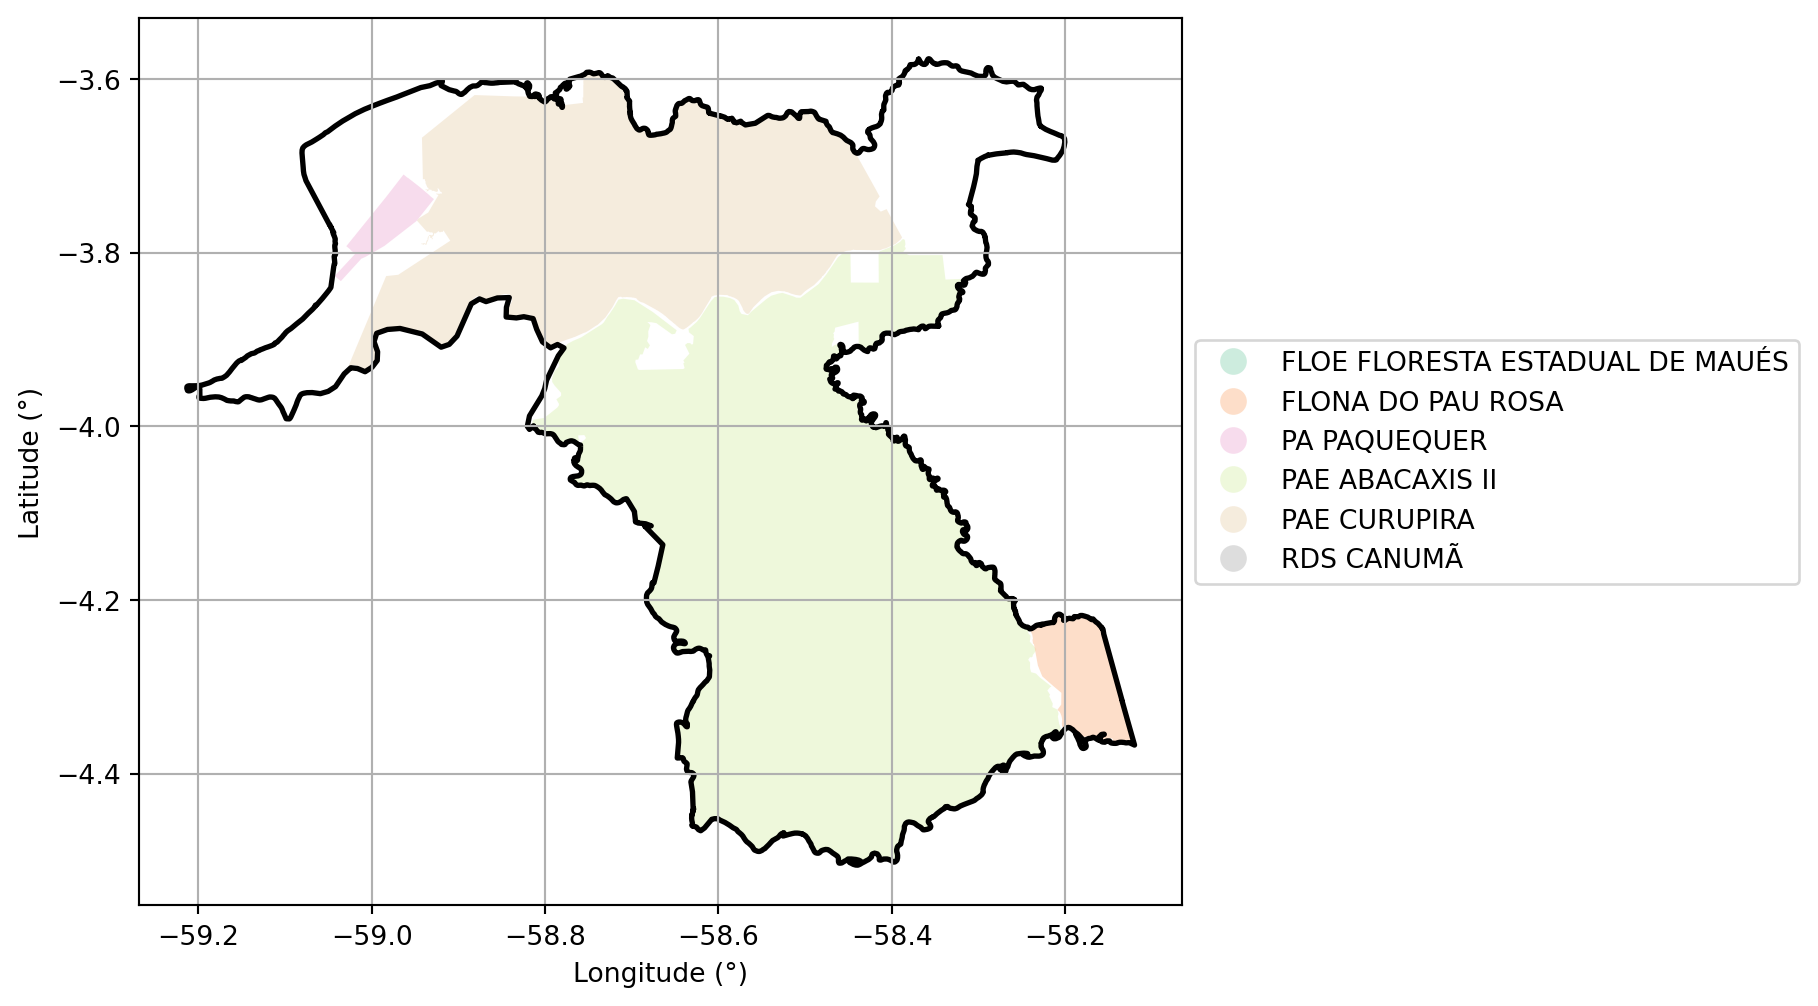 −3.6
−3.8
−4.0
−4.2
−4.4
Latitude (°)
−59.2
−59.0
−58.8
−58.6
−58.4
−58.2
Longitude (°)
FLOE FLORESTA ESTADUAL DE MAUÉS
FLONA DO PAU ROSA
PA PAQUEQUER
PAE ABACAXIS II
PAE CURUPIRA
RDS CANUMÃ